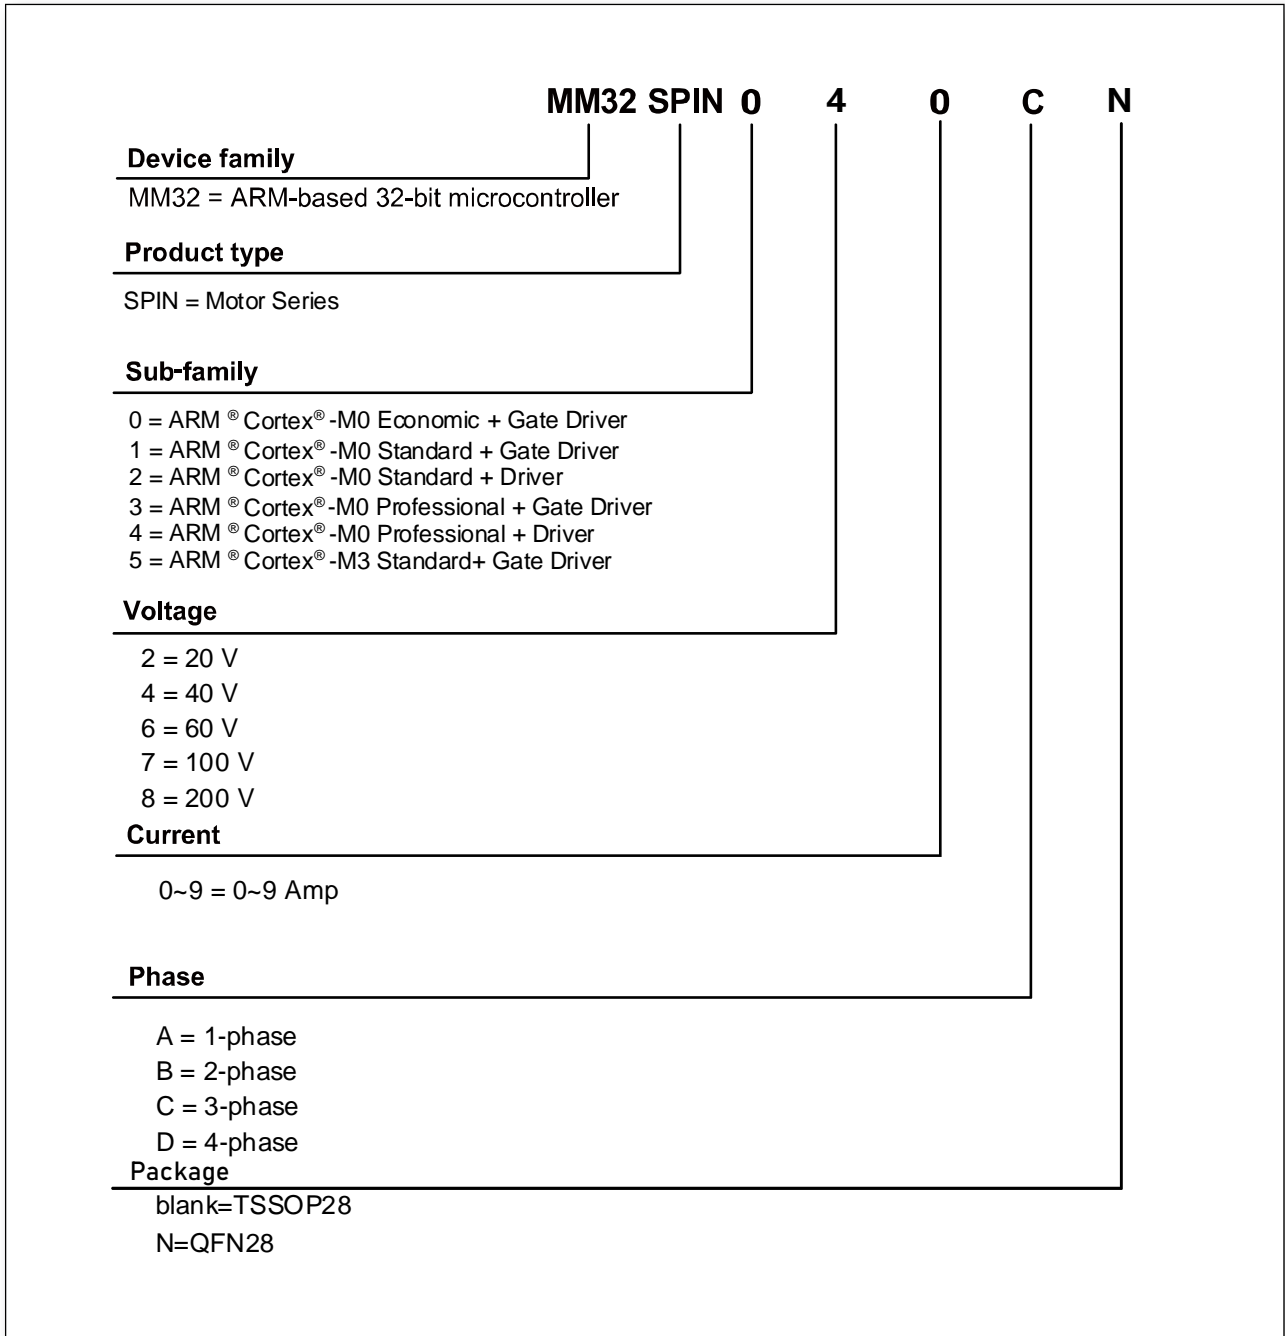 MM32 SPIN 0 4 0 C N
Device family
MM32 = ARM-based 32-bit microcontroller
Product type
SPIN = Motor Series
Sub-family
0 = ARM ® Cortex® -M0 Economic + Gate Driver
1 = ARM ® Cortex® -M0 Standard + Gate Driver
2 = ARM ® Cortex® -M0 Standard + Driver
3 = ARM ® Cortex® -M0 Professional + Gate Driver
4 = ARM ® Cortex® -M0 Professional + Driver
5 = ARM ® Cortex® -M3 Standard+ Gate Driver
Voltage
2 = 20 V
4 = 40 V
6 = 60 V
7 = 100 V
8 = 200 V
Current
0~9 = 0~9 Amp
Phase
A = 1-phase
B = 2-phase
C = 3-phase
D = 4-phase
Package
blank=TSSOP28
N=QFN28